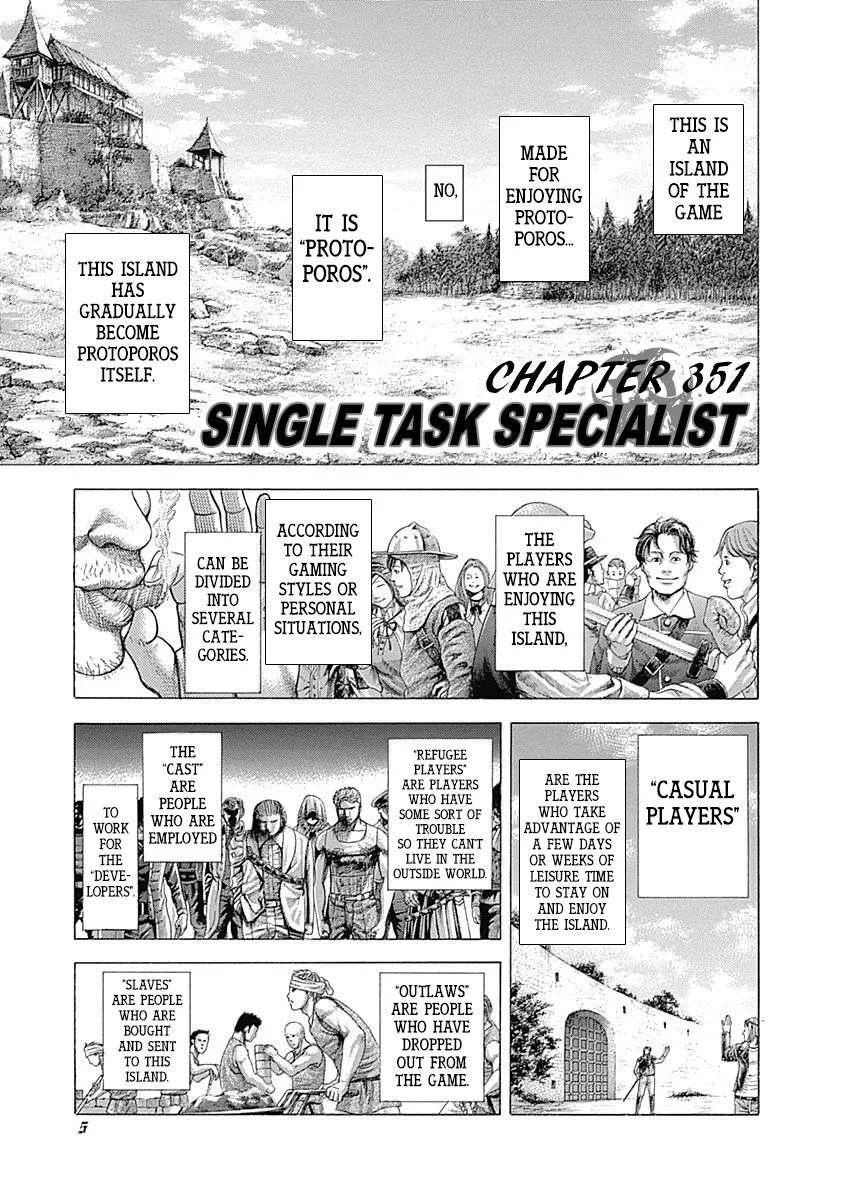 THIS IS
AN
ISLAND
OF THE
GAME
MADE
FOR
ENJOYING
PROTO-
POROS...
NO,
IT IS
“PROTO-
POROS”.
THIS ISLAND
HAS
GRADUALLY
BECOME
PROTOPOROS
ITSELF.
CHAPTER 351
SINGLE TASK SPECIALIST
THE
PLAYERS
WHO ARE
ENJOYING
THIS
ISLAND,
ACCORDING
TO THEIR
GAMING
STYLES OR
PERSONAL
SITUATIONS,
CAN BE
DIVIDED
INTO
SEVERAL
CATE-
GORIES.
“CASUAL
PLAYERS”
ARE THE
PLAYERS
WHO TAKE
ADVANTAGE OF
A FEW DAYS
OR WEEKS OF
LEISURE TIME
TO STAY ON
AND ENJOY
THE ISLAND.
“REFUGEE
PLAYERS”
ARE PLAYERS
WHO HAVE
SOME SORT OF
TROUBLE
SO THEY CAN'T
LIVE IN THE
OUTSIDE WORLD.
THE
“CAST”
ARE
PEOPLE
WHO ARE
EMPLOYED
TO
WORK
FOR
THE
“DEVE-
LOPERS”.
“OUTLAWS”
ARE PEOPLE
WHO HAVE
DROPPED
OUT FROM
THE GAME.
“SLAVES”
ARE PEOPLE
WHO ARE
BOUGHT
AND SENT
TO THIS
ISLAND.
5